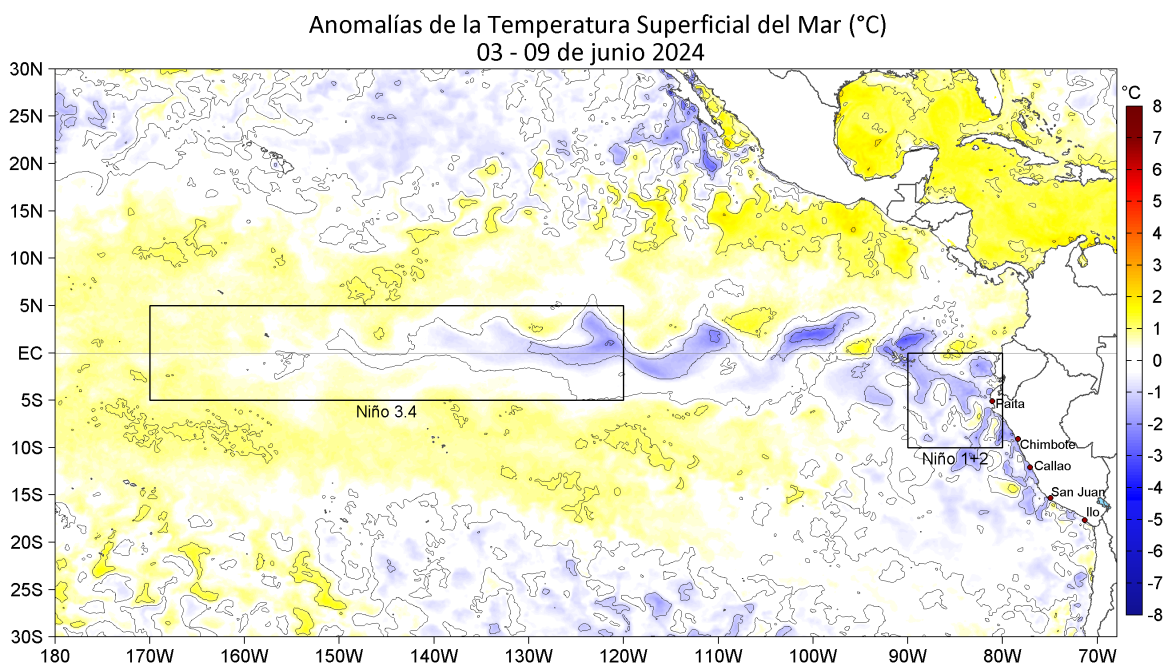 Anomalías de la Temperatura Superficial del Mar (°C)
03 - 09 de junio 2024
30N
25N
20N
15N
10N
5N
EC
5S
10S
15S
20S
25S
30S
180
170W
160W
150W
140W
130W
120W
110W
100W
90W
80W
70W
Niño 3.4
Niño 1+2
Paita
Chimbote
Callao
San Juan
Ilo
°C
8
7
6
5
4
3
2
1
0
-1
-2
-3
-4
-5
-6
-7
-8